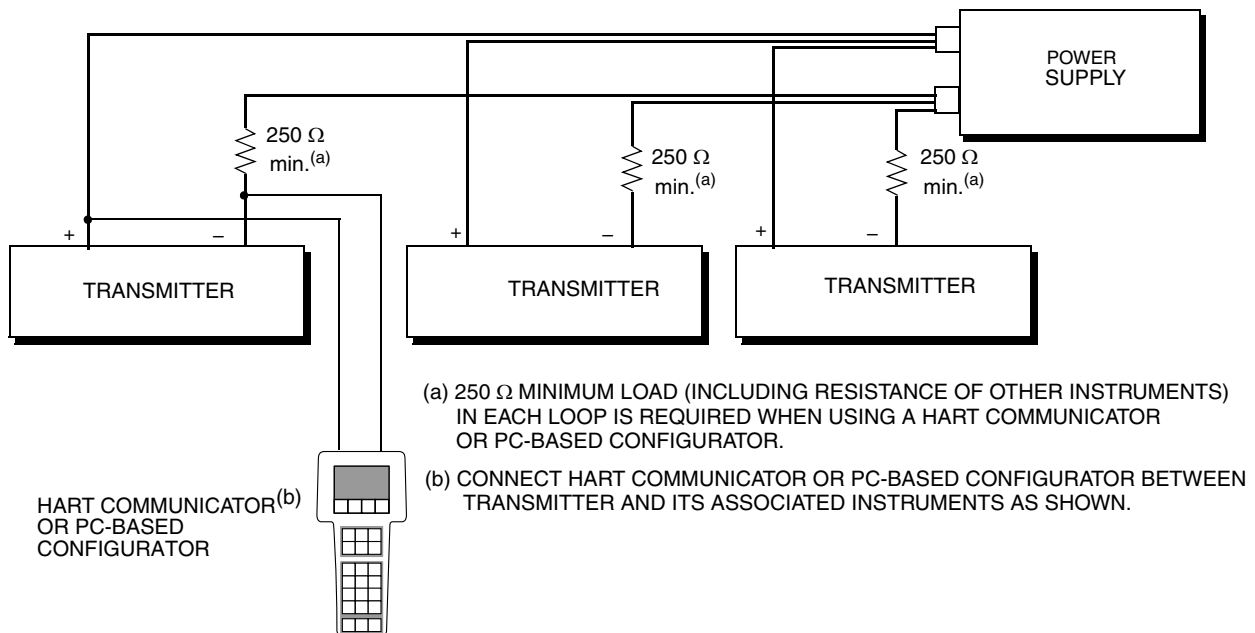 POWER
SUPPLY
250 Ω
min.(a)
250 Ω
min.(a)
250 Ω
min.(a)
+
–
+
–
+
–
TRANSMITTER
TRANSMITTER
TRANSMITTER
(a) 250 Ω MINIMUM LOAD (INCLUDING RESISTANCE OF OTHER INSTRUMENTS)
IN EACH LOOP IS REQUIRED WHEN USING A HART COMMUNICATOR
OR PC-BASED CONFIGURATOR.
(b) CONNECT HART COMMUNICATOR OR PC-BASED CONFIGURATOR BETWEEN
TRANSMITTER AND ITS ASSOCIATED INSTRUMENTS AS SHOWN.
HART COMMUNICATOR(b)
OR PC-BASED
CONFIGURATOR